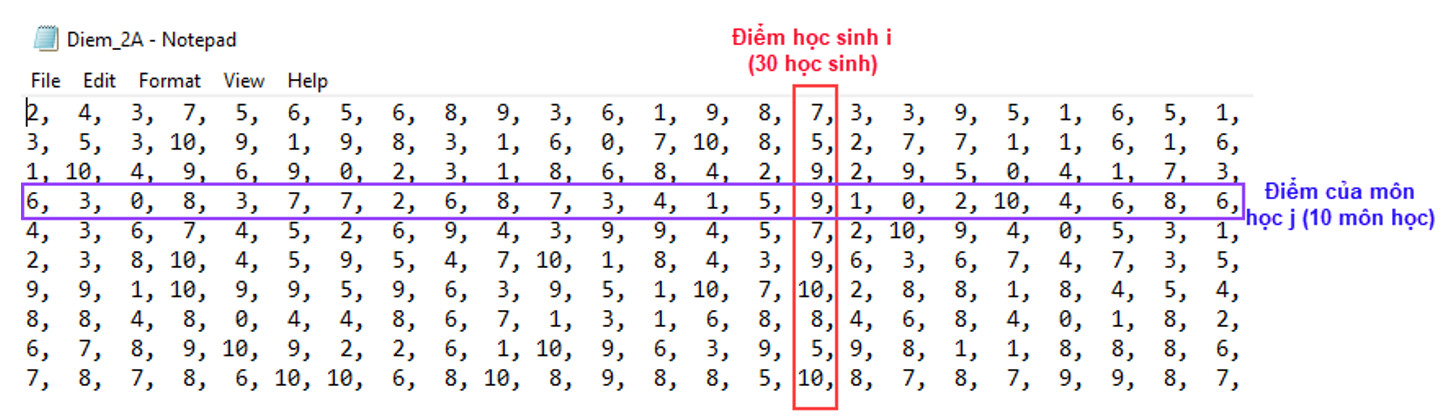 Diem_2A - Notepad
Điểm học sinh i
(30 học sinh)
File Edit Format View Help
2, 4, 3, 7, 5, 6, 5, 6, 8, 9, 3, 6, 1, 9, 8, 7, 3, 3, 9, 5, 1, 6, 5, 1,
3, 5, 3, 10, 9, 1, 9, 8, 3, 1, 6, 0, 7, 10, 8, 5, 2, 7, 7, 1, 1, 6, 1, 6,
1, 10, 4, 9, 6, 9, 0, 2, 3, 1, 8, 6, 8, 4, 2, 9, 2, 9, 5, 0, 4, 1, 7, 3,
6, 3, 0, 8, 3, 7, 7, 2, 6, 8, 7, 3, 4, 1, 5, 9, 1, 0, 2, 10, 4, 6, 8, 6,
Điểm của môn
học j (10 môn học)
4, 3, 6, 7, 4, 5, 2, 6, 9, 4, 3, 9, 9, 4, 5, 7, 2, 10, 9, 4, 0, 5, 3, 1,
2, 3, 8, 10, 4, 5, 9, 5, 4, 7, 10, 1, 8, 4, 3, 9, 6, 3, 6, 7, 4, 7, 3, 5,
9, 9, 1, 10, 9, 9, 5, 9, 6, 3, 9, 5, 1, 10, 7, 10, 2, 8, 8, 1, 8, 4, 5, 4,
8, 8, 4, 8, 0, 4, 4, 8, 6, 7, 1, 3, 1, 6, 8, 8, 4, 6, 8, 4, 0, 1, 8, 2,
6, 7, 8, 9, 10, 9, 2, 2, 6, 1, 10, 9, 6, 3, 9, 5, 9, 8, 1, 1, 8, 8, 8, 6,
7, 8, 7, 8, 6, 10, 10, 6, 8, 10, 8, 9, 8, 8, 5, 10, 8, 7, 8, 7, 9, 9, 8, 7,